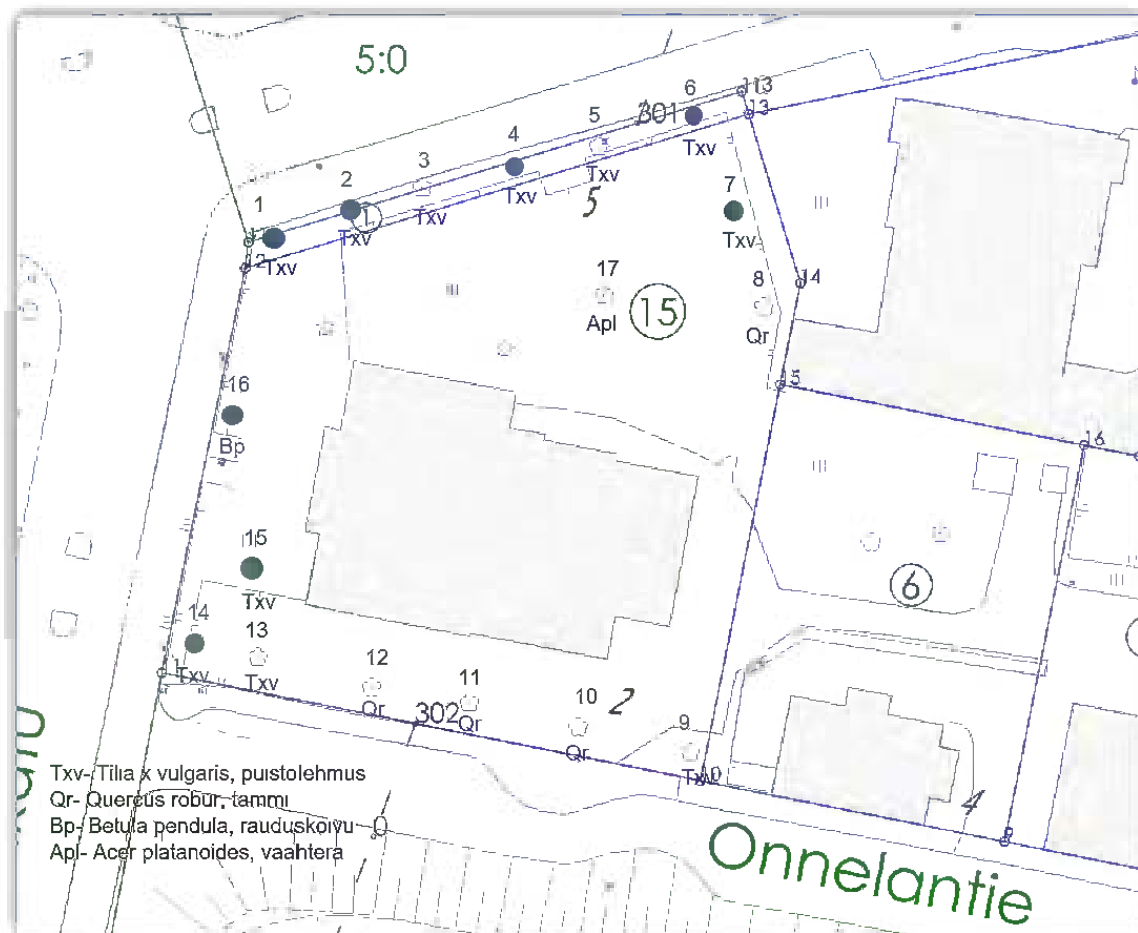 5:0
6
113
301
13
5
4
3
Txv
2
Txv
Txv
1
Txv
5
7
1
Txv
Txv
12
Txv
14
17
8
15
Apl
Qr
15
16
Bp
16
6
15
Txv
14
13
Txv
Txv
12
11
Qr
302
Qr
10
2
9
Qr
Txv
4
Txv- Tilia x vulgaris, puistolehmus
Qr- Quercus robur, tammi
Bp- Betula pendula, rauduskoivu
Apl- Acer platanoides, vaahtera
Onnelantie